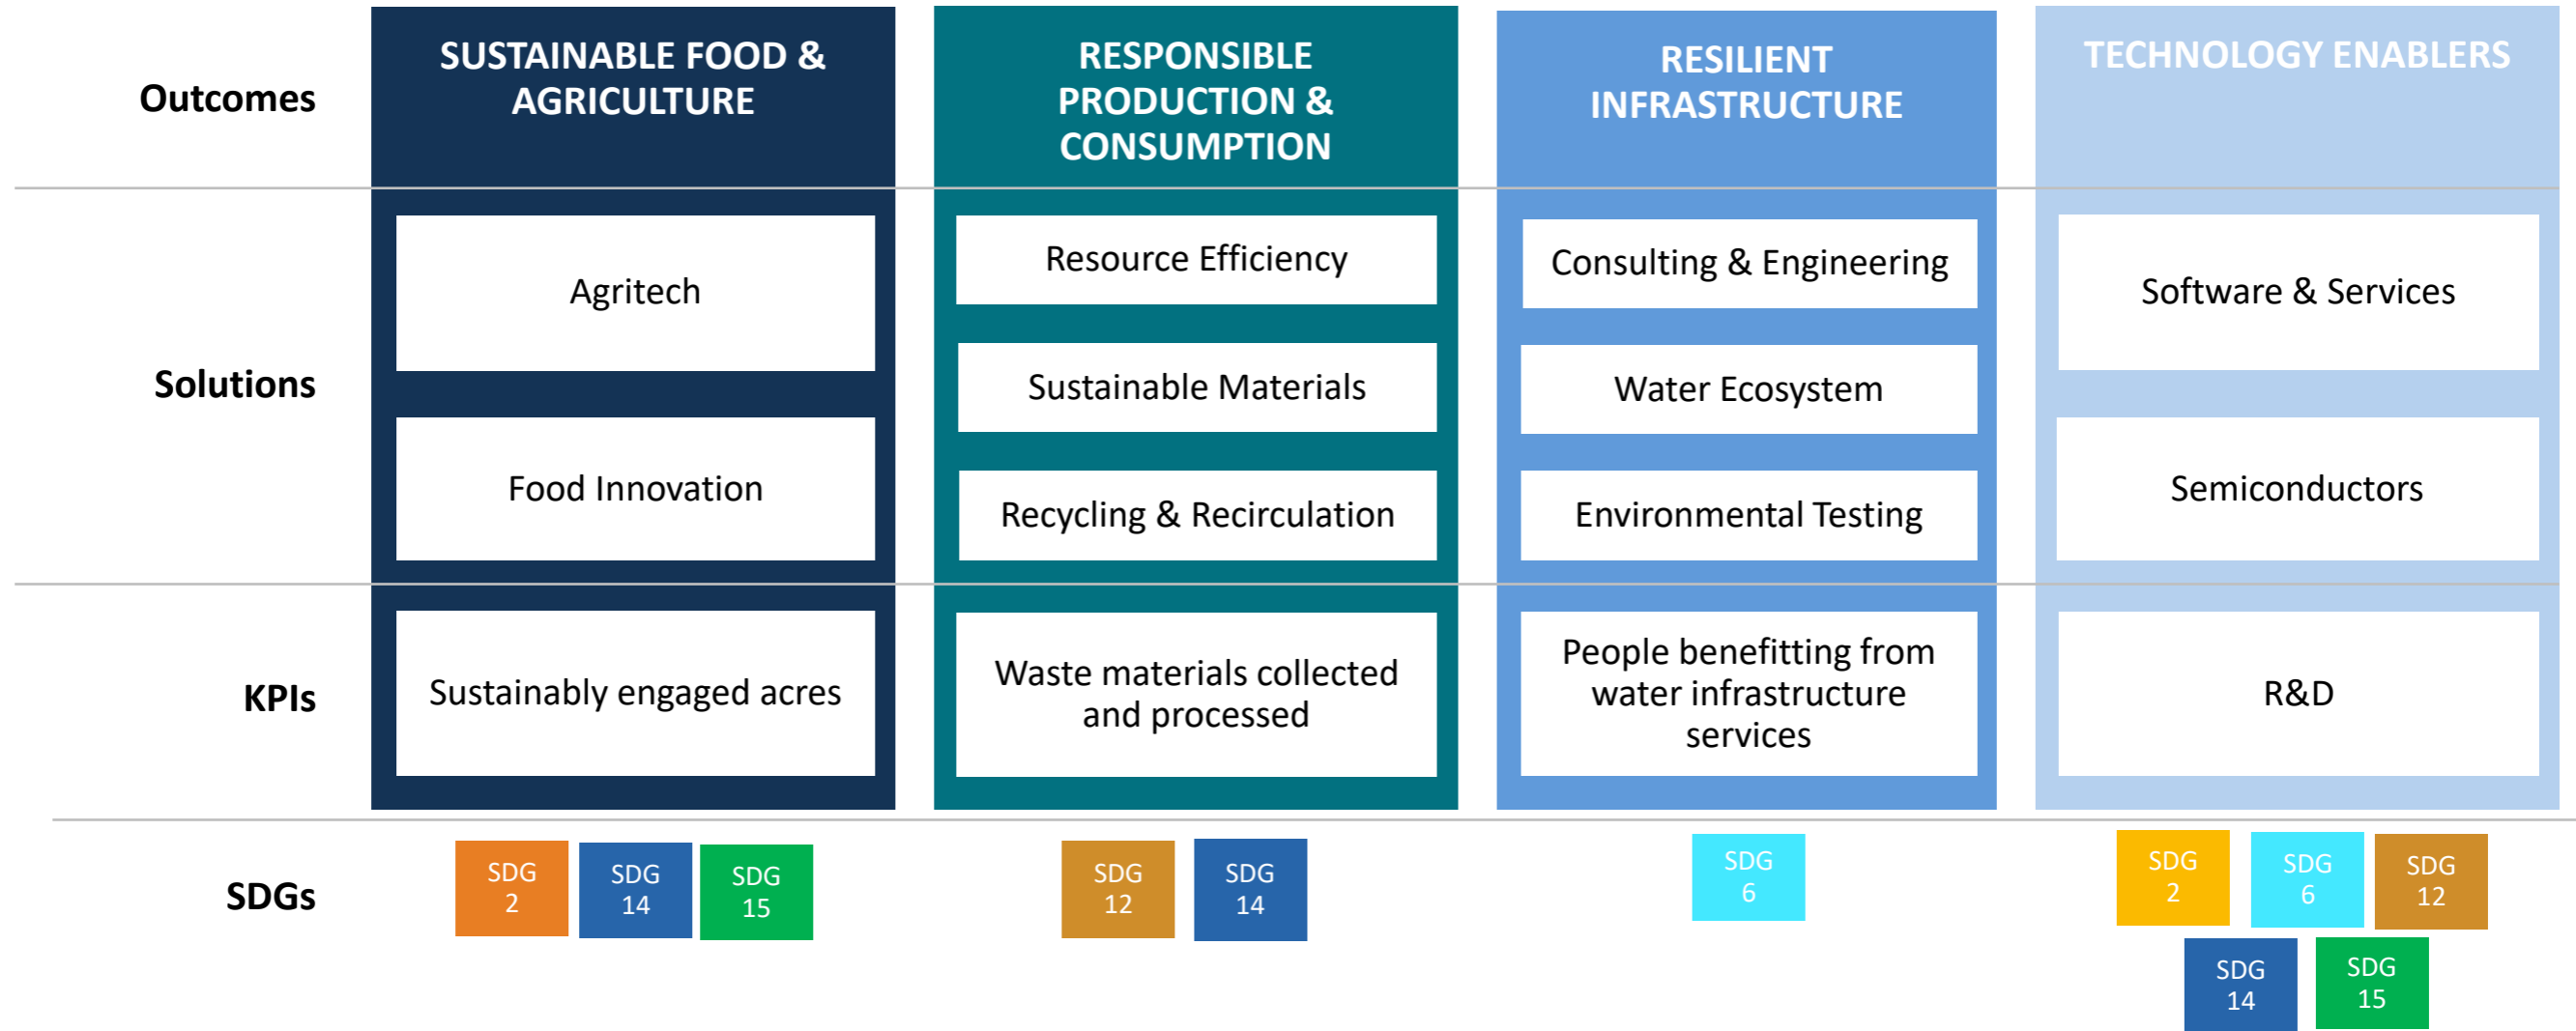 Outcomes
SUSTAINABLE FOOD &
AGRICULTURE
RESPONSIBLE
PRODUCTION &
CONSUMPTION
RESILIENT
INFRASTRUCTURE
TECHNOLOGY ENABLERS
Solutions
Agritech
Food Innovation
Resource Efficiency
Sustainable Materials
Recycling & Recirculation
Consulting & Engineering
Water Ecosystem
Environmental Testing
Software & Services
Semiconductors
KPIs
Sustainably engaged acres
Waste materials collected
and processed
People benefitting from
water infrastructure
services
R&D
SDGs
SDG
2
SDG
14
SDG
15
SDG
12
SDG
14
SDG
6
SDG
2
SDG
6
SDG
12
SDG
14
SDG
15